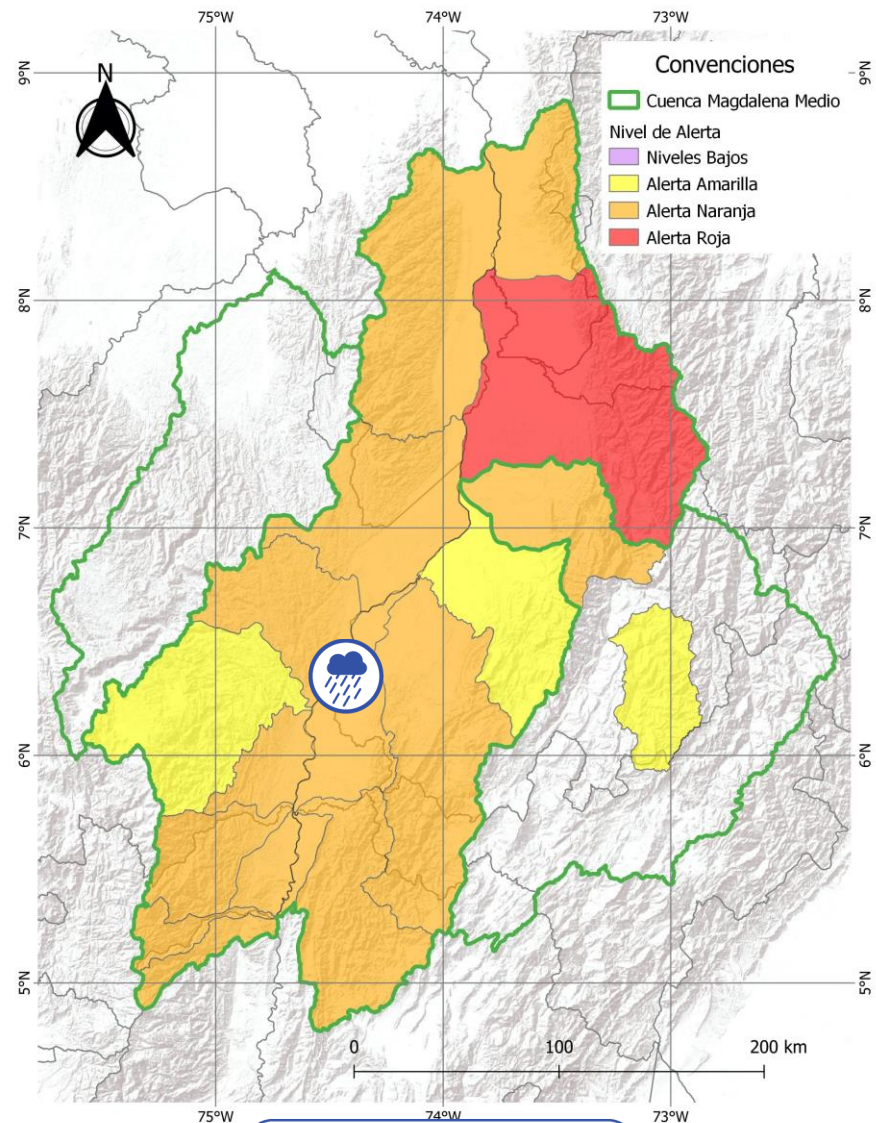 75°W 74°W 73°W
9°N 9°N
N
Convenciones
Cuenca Magdalena Medio
Nivel de Alerta
Niveles Bajos
Alerta Amarilla
Alerta Naranja
Alerta Roja
8°N 8°N
7°N 7°N
6°N 6°N
5°N 5°N
0 100 200 km
75°W 74°W 73°W